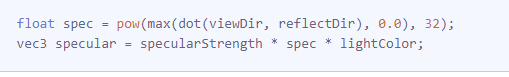 float spec = pow(max(dot(viewDir, reflectDir), 0.0), 32);
vec3 specular = specularStrength * spec * lightColor;